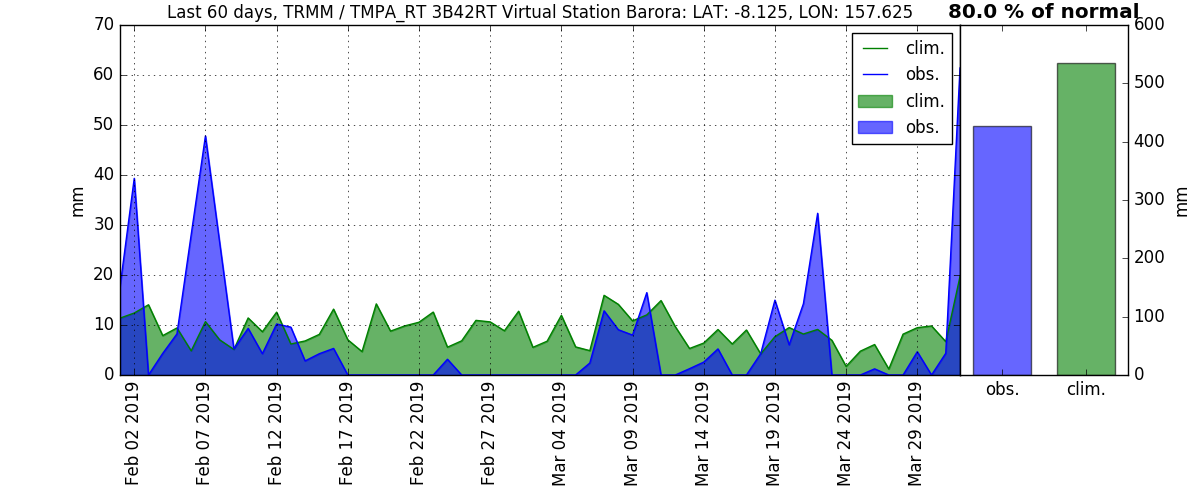 Last 60 days, TRMM / TMPA_RT 3B42RT Virtual Station Barora: LAT: -8.125, LON: 157.625
80.0 % of normal
70
60
50
40
30
20
10
0
mm
clim.
obs.
clim.
obs.
600
500
400
300
200
100
0
mm
obs.
clim.
Feb 02 2019
Feb 07 2019
Feb 12 2019
Feb 17 2019
Feb 22 2019
Feb 27 2019
Mar 04 2019
Mar 09 2019
Mar 14 2019
Mar 19 2019
Mar 24 2019
Mar 29 2019